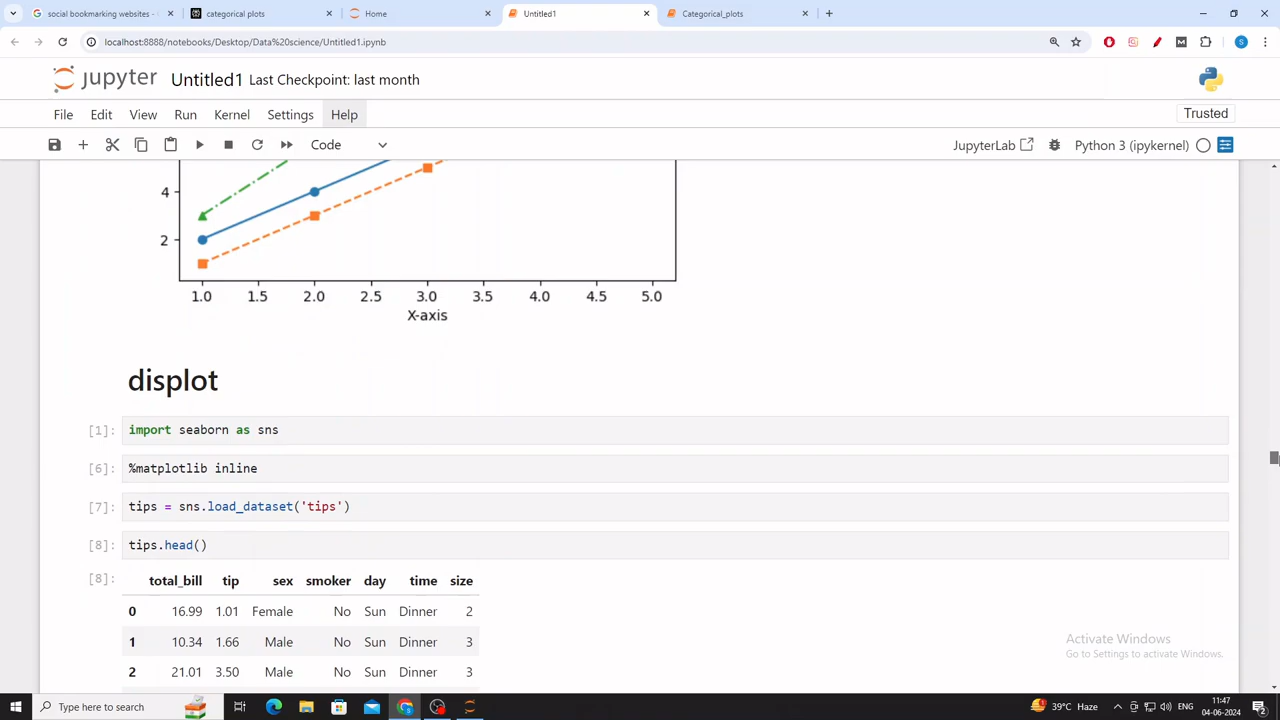 social bookmarking websites -
categorical plots
Home
Untitled1
Categorical_plots
localhost:8888/notebooks/Desktop/Data%20science/Untitled1.ipynb
jupyter Untitled1 Last Checkpoint: last month
File Edit View Run Kernel Settings Help
Trusted
Code
JupyterLab
Python 3 (ipykernel)
4
2
1.0 1.5 2.0 2.5 3.0 3.5 4.0 4.5 5.0
X-axis
displot
[1]: import seaborn as sns
[6]: %matplotlib inline
[7]: tips = sns.load_dataset('tips')
[8]: tips.head()
[8]: total_bill tip sex smoker day time size
0 16.99 1.01 Female No Sun Dinner 2
1 10.34 1.66 Male No Sun Dinner 3
2 21.01 3.50 Male No Sun Dinner 3
Activate Windows
Go to Settings to activate Windows.
Type here to search
39°C Haze
ENG
11:47
04-06-2024